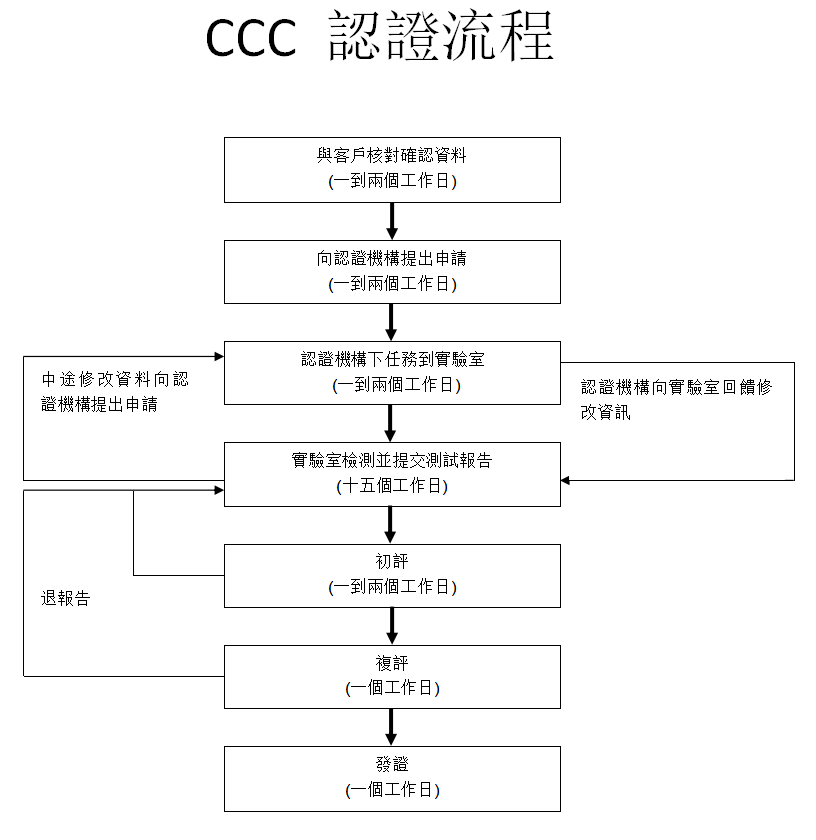 CCC 認證流程
與客戶核對確認資料
(一到兩個工作日)
向認證機構提出申請
(一到兩個工作日)
認證機構下任務到實驗室
(一到兩個工作日)
中途修改資料向認
證機構提出申請
認證機構向實驗室回饋修
改資訊
實驗室檢測並提交測試報告
(十五個工作日)
初評
(一到兩個工作日)
退報告
複評
(一個工作日)
發證
(一個工作日)